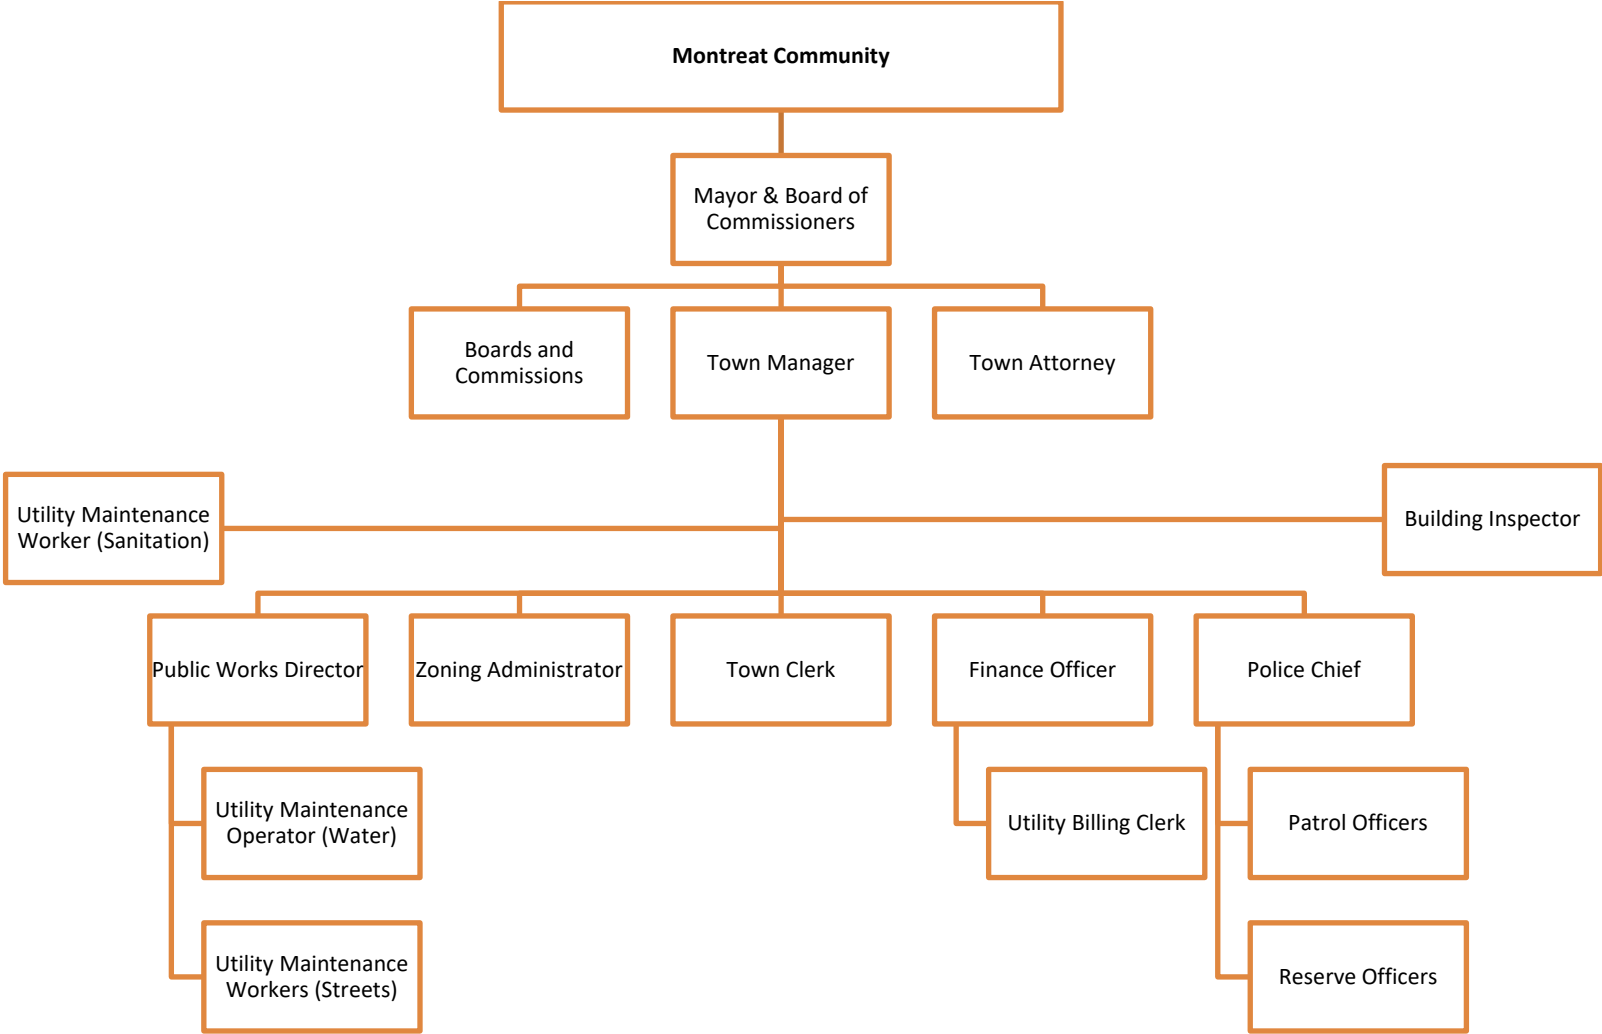 Montreat Community
Mayor & Board of
Commissioners
Boards and
Commissions
Town Manager
Town Attorney
Utility Maintenance
Worker (Sanitation)
Building Inspector
Public Works Director
Zoning Administrator
Town Clerk
Finance Officer
Police Chief
Utility Maintenance
Operator (Water)
Utility Billing Clerk
Patrol Officers
Utility Maintenance
Workers (Streets)
Reserve Officers